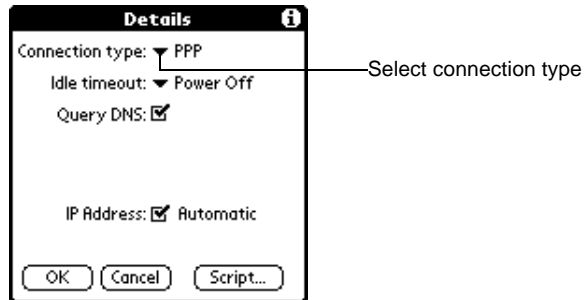 Details
Connection type: PPP
Select connection type
Idle timeout: Power Off
Query DNS:
IP Address: Automatic
OK Cancel Script...